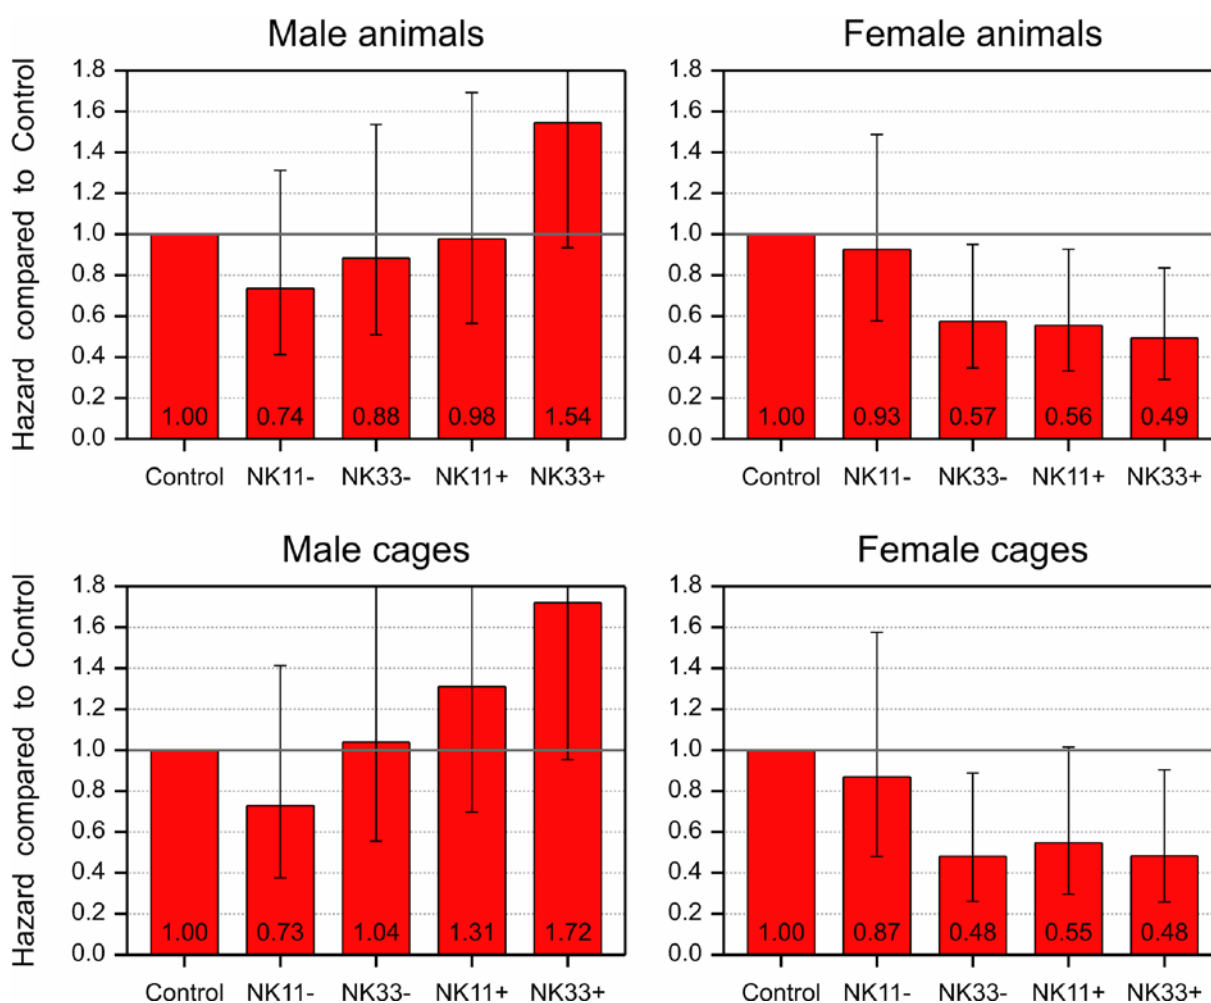 Male animals
Hazard compared to Control
1.8
1.6
1.4
1.2
1.0
0.8
0.6
0.4
0.2
0.0
1.00 0.74 0.88 0.98 1.54
Control NK11- NK33- NK11+ NK33+
Female animals
1.8
1.6
1.4
1.2
1.0
0.8
0.6
0.4
0.2
0.0
1.00 0.93 0.57 0.56 0.49
Control NK11- NK33- NK11+ NK33+
Male cages
Hazard compared to Control
1.8
1.6
1.4
1.2
1.0
0.8
0.6
0.4
0.2
0.0
1.00 0.73 1.04 1.31 1.72
Control NK11- NK33- NK11+ NK33+
Female cages
1.8
1.6
1.4
1.2
1.0
0.8
0.6
0.4
0.2
0.0
1.00 0.87 0.48 0.55 0.48
Control NK11- NK33- NK11+ NK33+